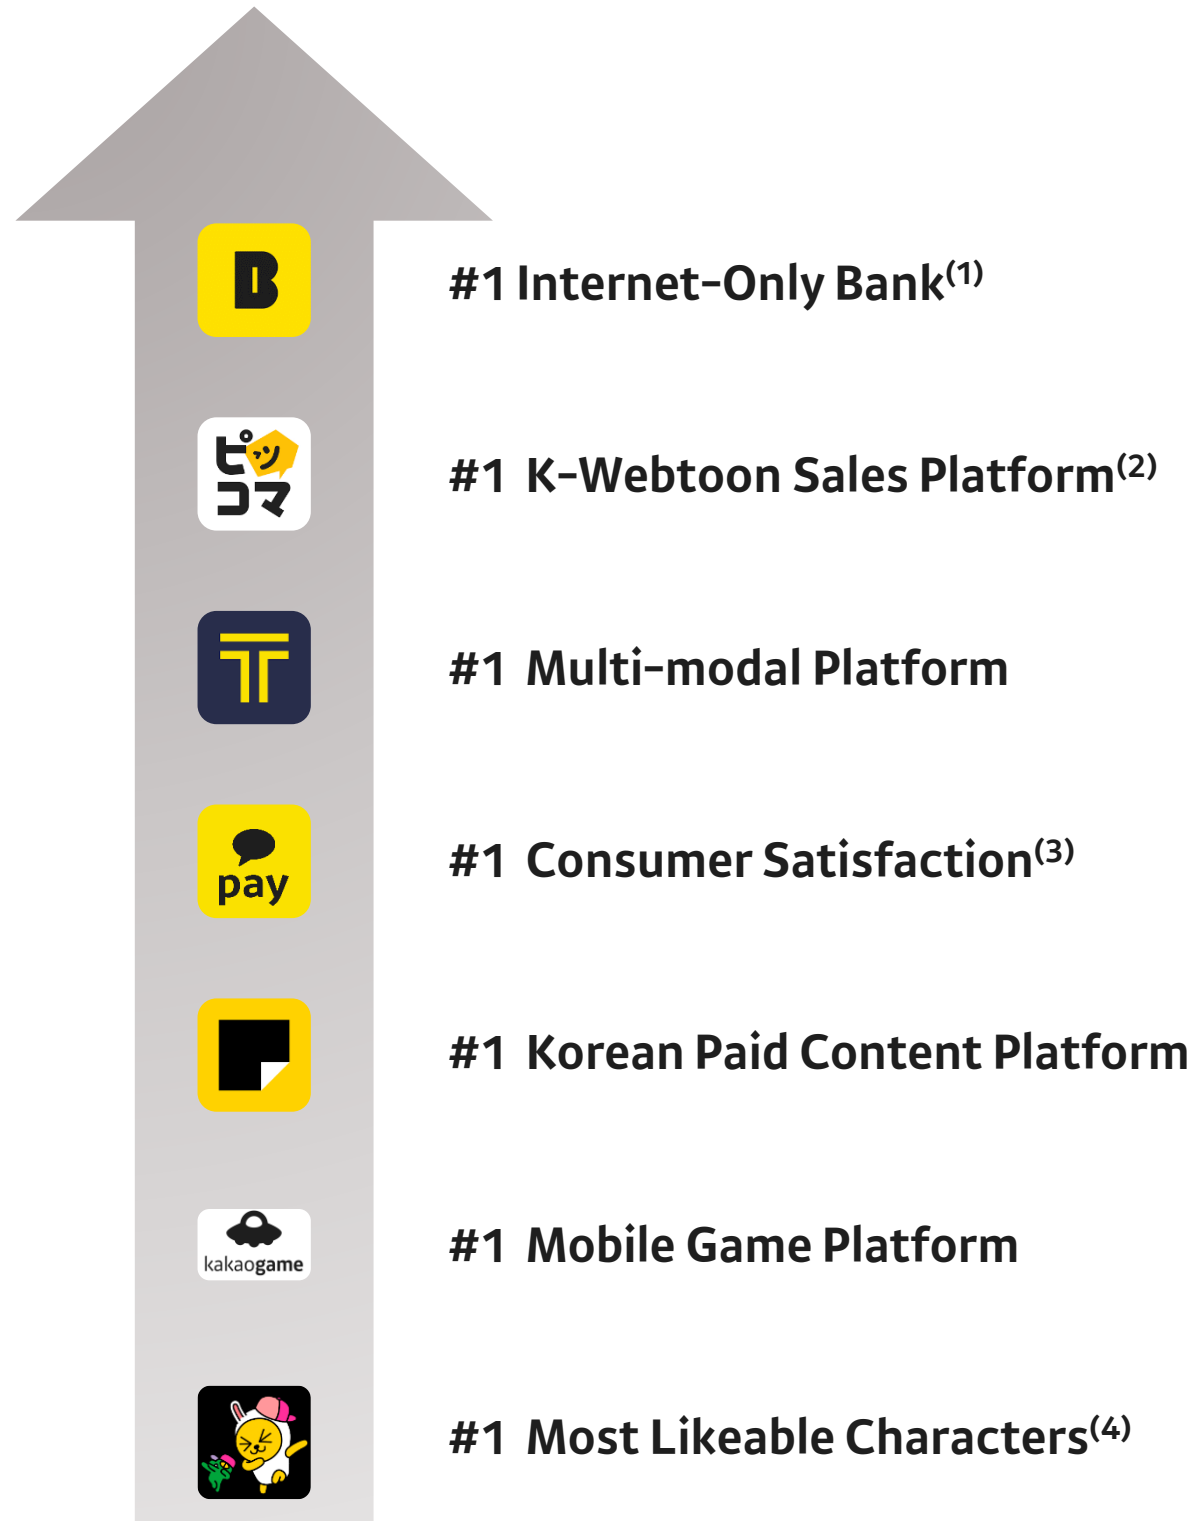 B
#1 Internet-Only Bank(1)
ピッ
コマ
#1 K-Webtoon Sales Platform(2)
T
#1 Multi-modal Platform
pay
#1 Consumer Satisfaction(3)
#1 Korean Paid Content Platform
kakaogame
#1 Mobile Game Platform
#1 Most Likeable Characters(4)